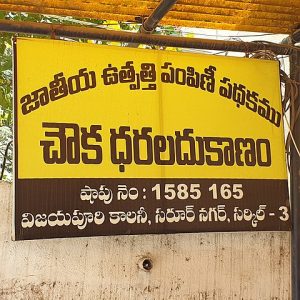 జాతీయ ఉత్పత్తి పంపిణీ పథకము
చౌక ధరలదుకాణం
షాపు నెం : 1585 165
విజయపురి కాలనీ, సరూర్ నగర్, సర్కిల్ - 3